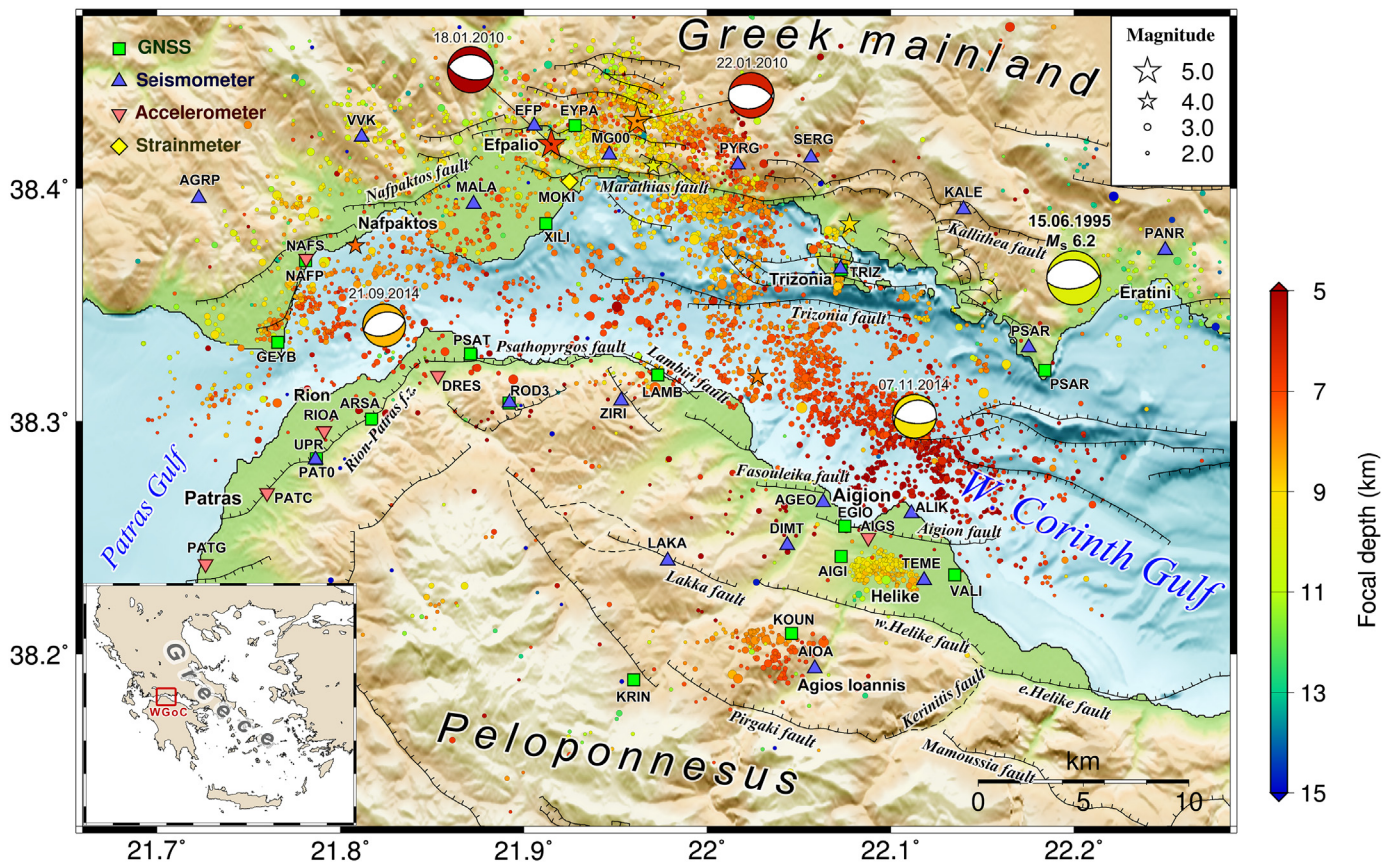 Greek mainland
18.01.2010
22.01.2010
Magnitude
5.0
4.0
3.0
2.0
GNSS
Seismometer
Accelerometer
Strainmeter
VVK
EFP
EYPA
MG00
Efpalio
PYRG
SERG
AGRP
Nafpaktos fault
MALA
MOKI
Marathias fault
KALE
Nafpaktos
XILI
Kallithea fault
15.06.1995
Ms 6.2
PANR
NAFS
NAFP
Trizonia
TRIZ
Eratini
21.09.2014
Trizonia fault
GEYB
PSAT
Psathopyrgos fault
PSAR
PSAR
Lambiri fault
DRES
ROD3
ZIRI
LAMB
07.11.2014
Rion
ARSA
RIOA
UPR
PAT0
Rion-Patras f.z.
Patras Gulf
Patras
PATC
PATG
Fasouleika fault
AGEO
Aigion
EGIO
AIGS
ALIK
Aigion fault
W. Corinth Gulf
DIMT
LAKA
AIGI
TEME
VALI
Helike
Lakka fault
w.Helike fault
KOUN
AIOA
Agios Ioannis
KRIN
Kerinitis fault
e.Helike fault
Pirgaki fault
Mamoussia fault
Peloponnesus
Greece
WGoC
km
0
10
38.4˚
38.3˚
38.2˚
21.7˚
21.8˚
21.9˚
22.0˚
22.1˚
22.2˚
5
7
9
11
13
15
Focal depth (km)